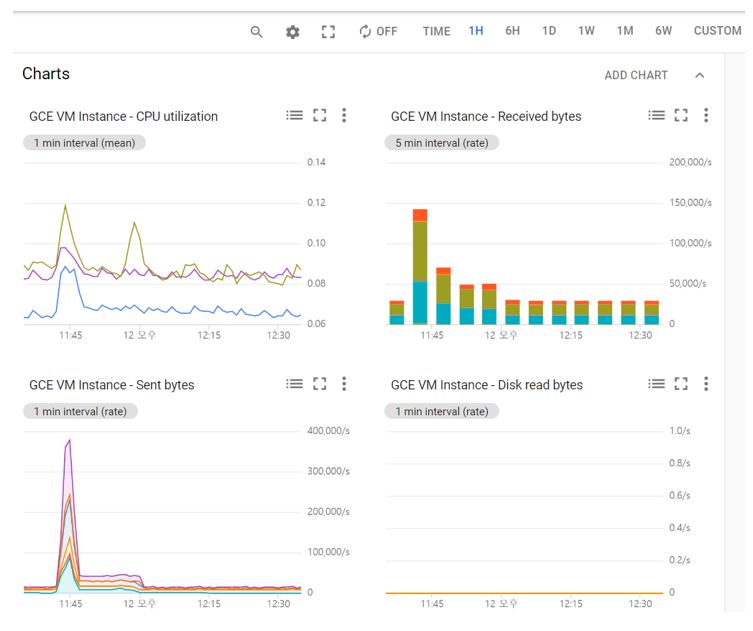 OFF TIME 1H 6H 1D 1W 1M 6W CUSTOM
Charts
ADD CHART
GCE VM Instance - CPU utilization
1 min interval (mean)
0.14
0.12
0.10
0.08
0.06
11:45 12 오후 12:15 12:30
GCE VM Instance - Received bytes
5 min interval (rate)
200,000/s
150,000/s
100,000/s
50,000/s
0
11:45 12 오후 12:15 12:30
GCE VM Instance - Sent bytes
1 min interval (rate)
400,000/s
300,000/s
200,000/s
100,000/s
0
11:45 12 오후 12:15 12:30
GCE VM Instance - Disk read bytes
1 min interval (rate)
1.0/s
0.8/s
0.6/s
0.4/s
0.2/s
0
11:45 12 오후 12:15 12:30